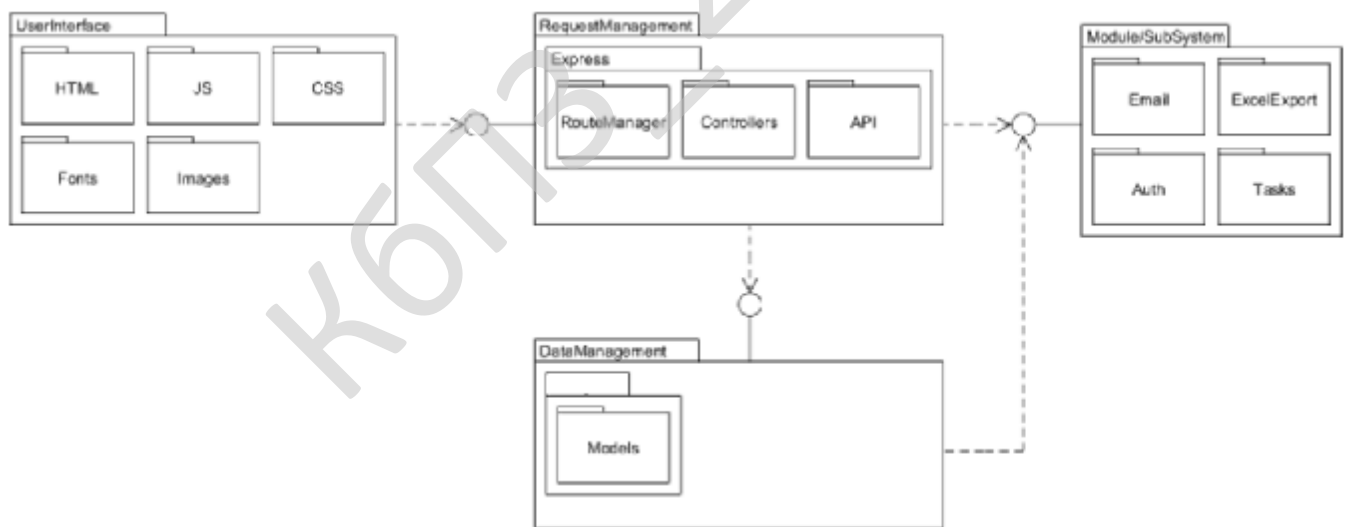 UserInterface
HTML
JS
CSS
Fonts
Images
RequestManagement
Express
RouteManager
Controllers
API
Module/SubSystem
Email
ExcelExport
Auth
Tasks
DataManagement
Models
КбПЗ_2